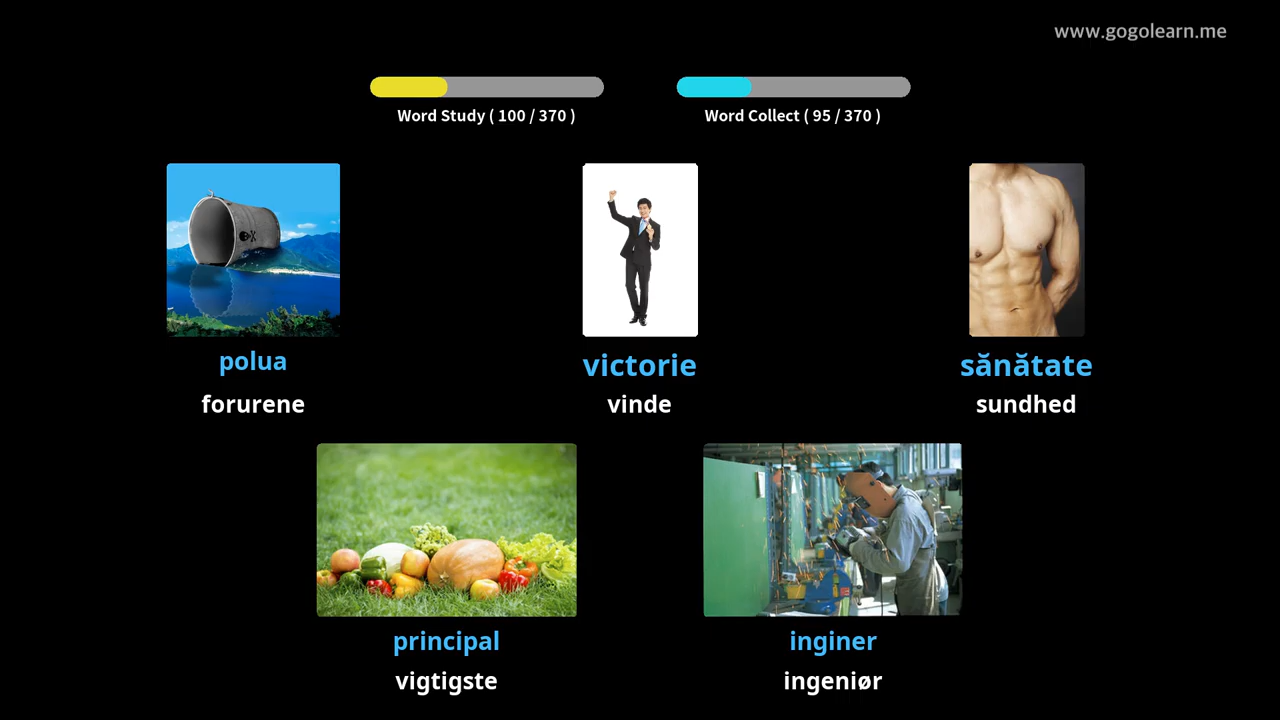 www.gogolearn.me
Word Study ( 100 / 370 )
Word Collect ( 95 / 370 )
polua
victorie
sănătate
forurene
vinde
sundhed
principal
inginer
vigtigste
ingeniør